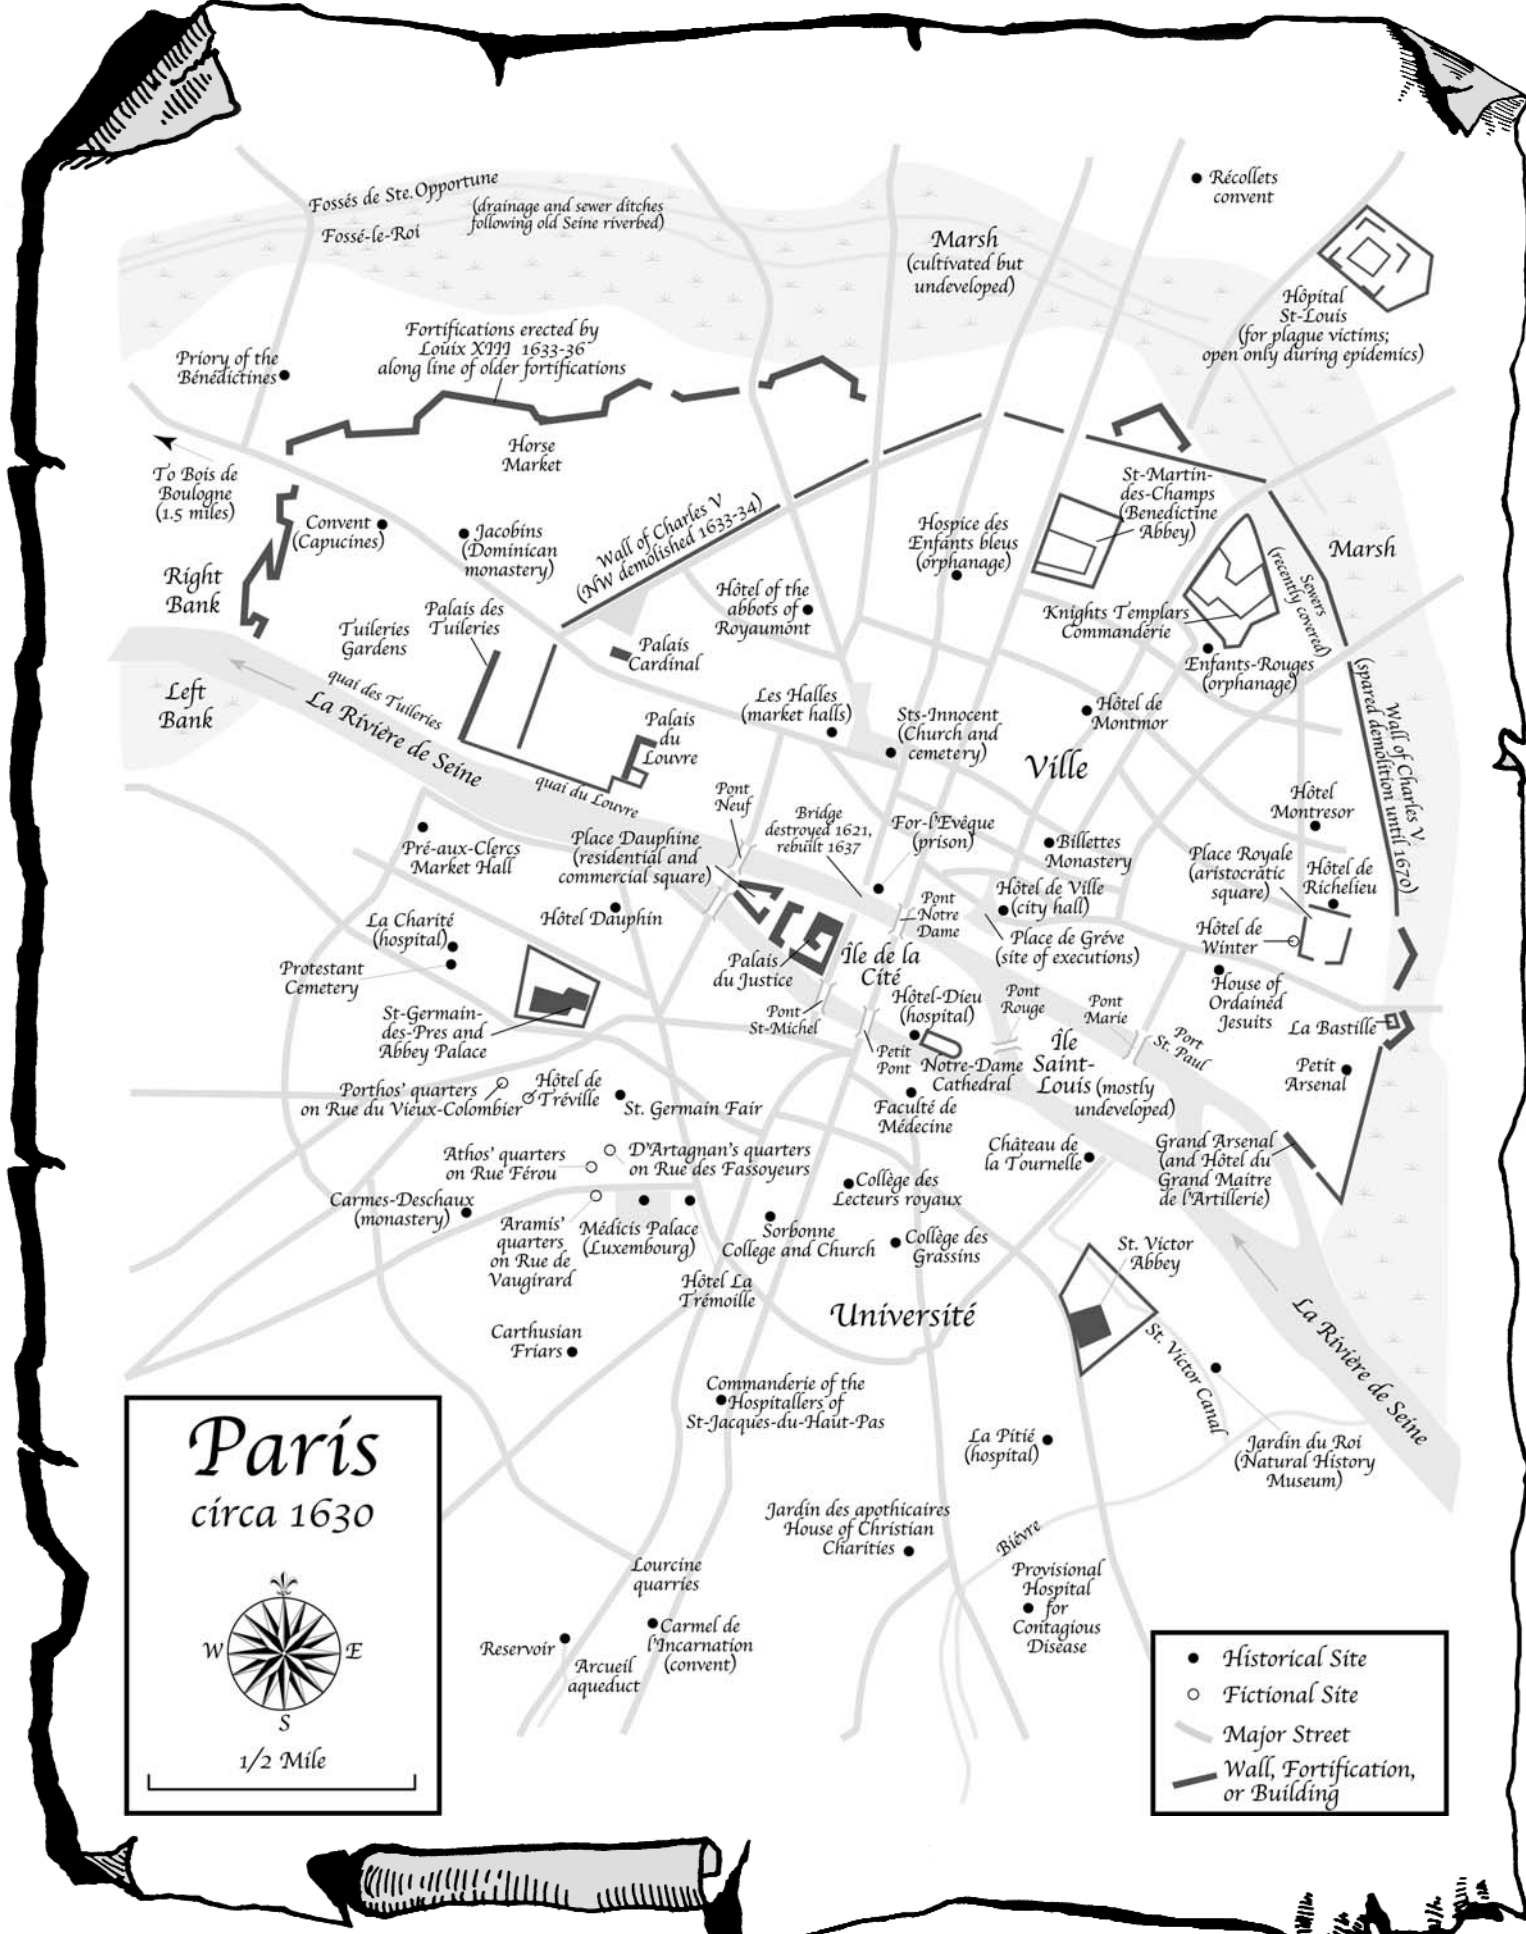 Récollets
convent
Fossés de Ste. Opportune
(drainage and sewer ditches
following old Seine riverbed)
Fossé-le-Roi
Marsh
(cultivated but
undeveloped)
Hôpital
St-Louis
(for plague victims;
open only during epidemics)
Fortifications erected by
Louix XIII 1633-36
along line of older fortifications
Priory of the
Bénédictines
Horse
Market
To Bois de
Boulogne
(1.5 miles)
Convent
(Capucines)
Jacobins
(Dominican
monastery)
Wall of Charles V
(NW demolished 1633-34)
Hospice des
Enfants bleus
(orphanage)
St-Martin-
des-Champs
(Benedictine
Abbey)
Marsh
Sewers
(recently covered)
Right
Bank
Palais des
Tuileries
Tuileries
Gardens
Hôtel of the
abbots of
Royaumont
Knights Templars
Commanderie
Palais
Cardinal
Enfants-Rouges
(orphanage)
Left
Bank
quai des Tuileries
La Rivière de Seine
Palais
du
Louvre
quai du Louvre
Les Halles
(market halls)
Sts-Innocent
(Church and
cemetery)
Hôtel de
Montmor
Ville
Wall of Charles V
(spared demolition until 1670)
Hôtel
Montresor
Pont
Neuf
Bridge
destroyed 1621,
rebuilt 1637
For-l'Evêque
(prison)
Billettes
Monastery
Place Royale
(aristocratic
square)
Hôtel de
Richelieu
Pré-aux-Clercs
Market Hall
Place Dauphine
(residential and
commercial square)
Hôtel Dauphin
Pont
Notre
Dame
Hôtel de Ville
(city hall)
Place de Gréve
(site of executions)
Hôtel de
Winter
La Charité
(hospital)
Protestant
Cemetery
Palais
du Justice
Île de la
Cité
House of
Ordained
Jesuits
La Bastille
St-Germain-
des-Pres and
Abbey Palace
Pont
St-Michel
Hôtel-Dieu
(hospital)
Pont
Rouge
Pont
Marie
Port
St. Paul
Petit
Pont
Notre-Dame
Cathedral
Île
Saint-
Louis (mostly
undeveloped)
Petit
Arsenal
Porthos' quarters
on Rue du Vieux-Colombier
Hôtel de
Tréville
St. Germain Fair
Faculté de
Médecine
Athos' quarters
on Rue Férou
D'Artagnan's quarters
on Rue des Fassoyeurs
Château de
la Tournelle
Grand Arsenal
(and Hôtel du
Grand Maitre
de l'Artillerie)
Carmes-Deschaux
(monastery)
Aramis'
quarters
on Rue de
Vaugirard
Médicis Palace
(Luxembourg)
Hôtel La
Trémoille
Sorbonne
College and Church
Collège des
Lecteurs royaux
Collège des
Grassins
St. Victor
Abbey
Université
Carthusian
Friars
St. Victor Canal
La Rivière de Seine
Commanderie of the
Hospitallers of
St-Jacques-du-Haut-Pas
La Pitié
(hospital)
Jardin du Roi
(Natural History
Museum)
Jardin des apothicaires
House of Christian
Charities
Biévre
Provisional
Hospital
for
Contagious
Disease
Lourcine
quarries
Reservoir
Arcueil
aqueduct
Carmel de
l'Incarnation
(convent)
Paris
circa 1630
W
E
S
1/2 Mile
Historical Site
Fictional Site
Major Street
Wall, Fortification,
or Building